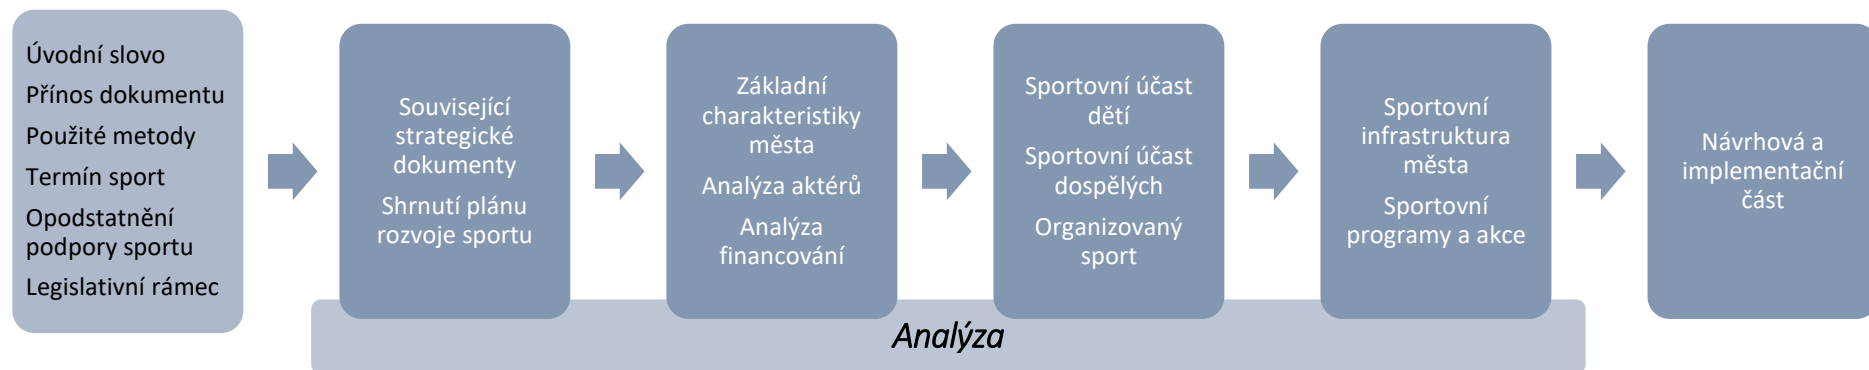 Úvodní slovo
Přínos dokumentu
Použité metody
Termín sport
Opodstatnění
podpory sportu
Legislativní rámec
Související
strategické
dokumenty
Shrnutí plánu
rozvoje sportu
Základní
charakteristiky
města
Analýza aktérů
Analýza
financování
Sportovní účast
dětí
Sportovní účast
dospělých
Organizovaný
sport
Sportovní
infrastruktura
města
Sportovní
programy a akce
Návrhová a
implementační
část
Analýza